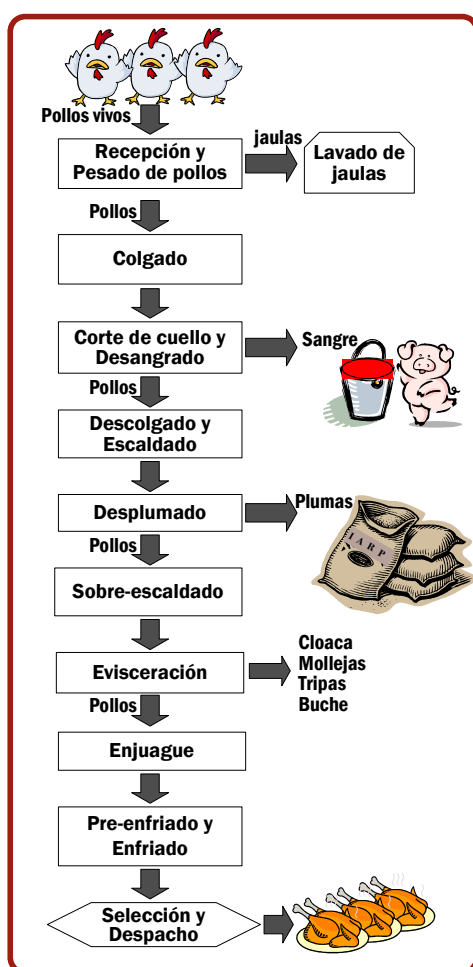 Pollos vivos
Recepción y
Pesado de pollos
jaulas
Lavado de
jaulas
Pollos
Colgado
Corte de cuello y
Desangrado
Sangre
Pollos
Descolgado y
Escaldado
Desplumado
Plumas
IARP
Pollos
Sobre-escaldado
Evisceración
Cloaca
Mollejas
Tripas
Buche
Pollos
Enjuague
Pre-enfriado y
Enfriado
Selección y
Despacho